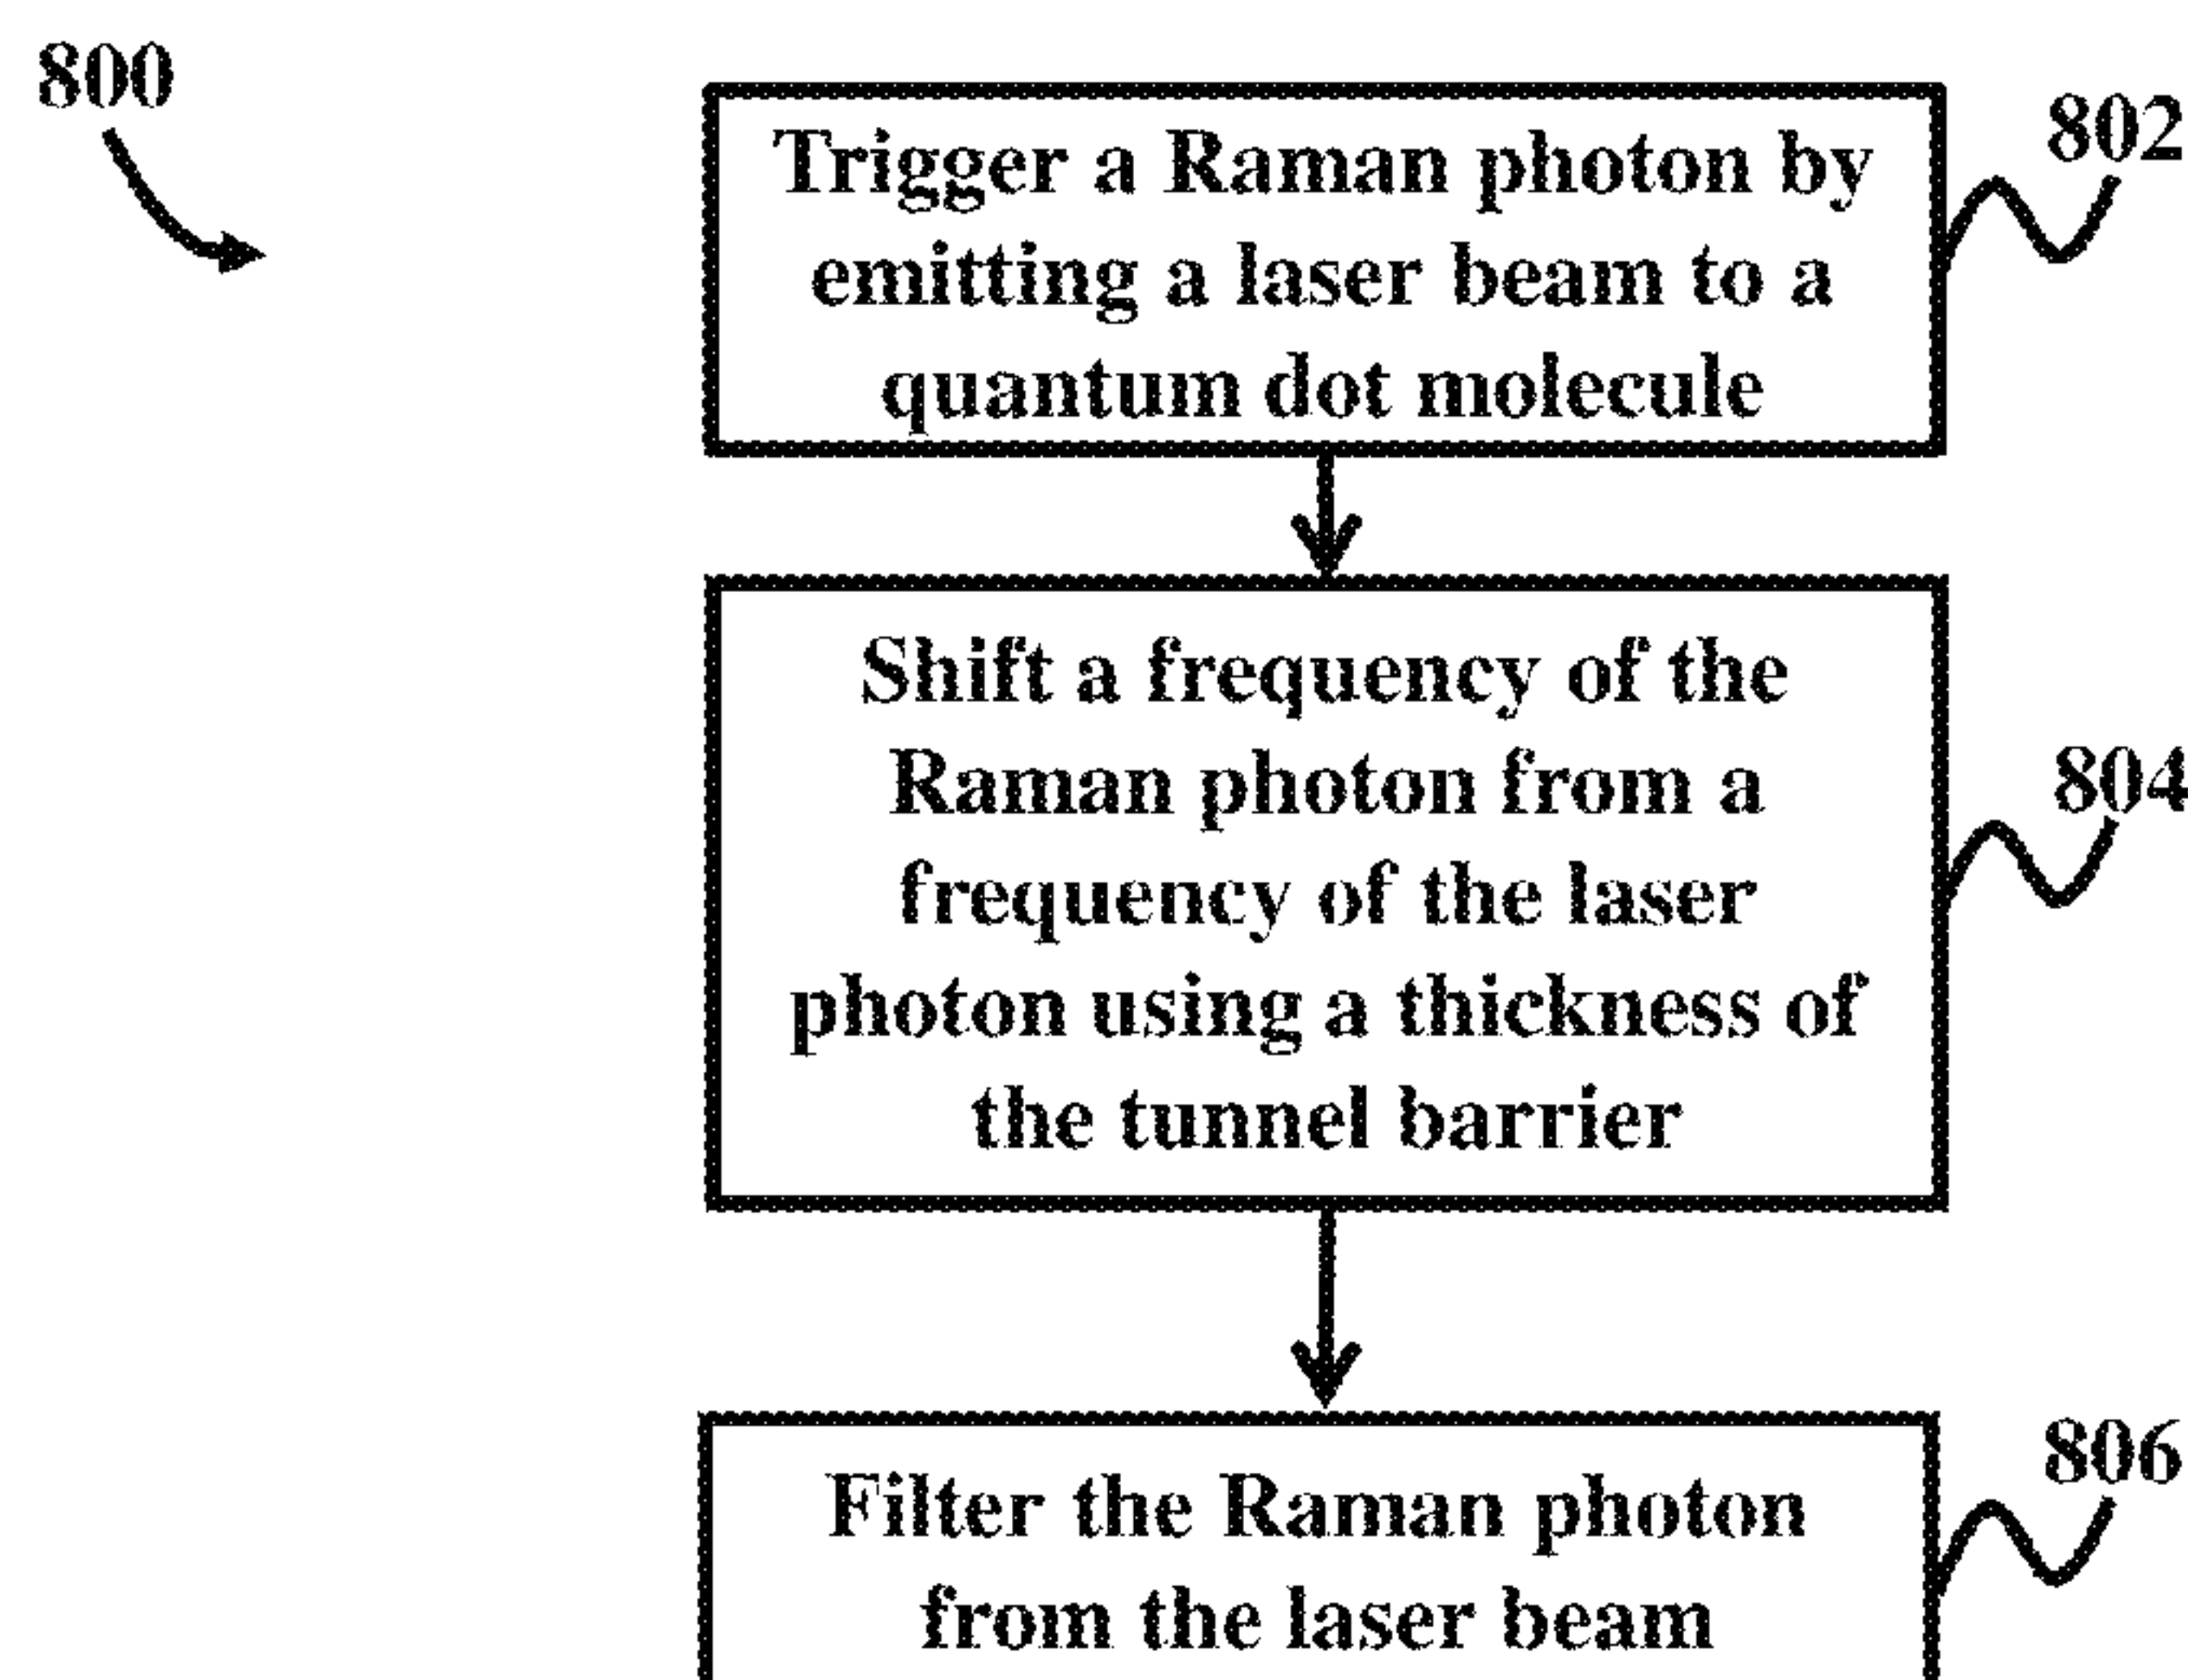 800
802
Trigger a Raman photon by
emitting a laser beam to a
quantum dot molecule
804
Shift a frequency of the
Raman photon from a
frequency of the laser
photon using a thickness of
the tunnel barrier
806
Filter the Raman photon
from the laser beam